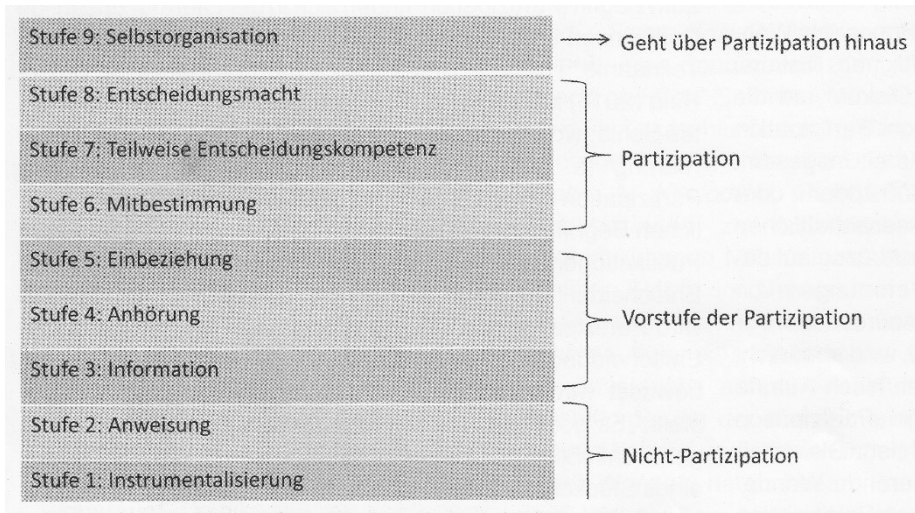 Stufe 9: Selbstorganisation
Geht über Partizipation hinaus
Stufe 8: Entscheidungsmacht
Stufe 7: Teilweise Entscheidungskompetenz
Partizipation
Stufe 6. Mitbestimmung
Stufe 5: Einbeziehung
Stufe 4: Anhörung
Vorstufe der Partizipation
Stufe 3: Information
Stufe 2: Anweisung
Nicht-Partizipation
Stufe 1: Instrumentalisierung